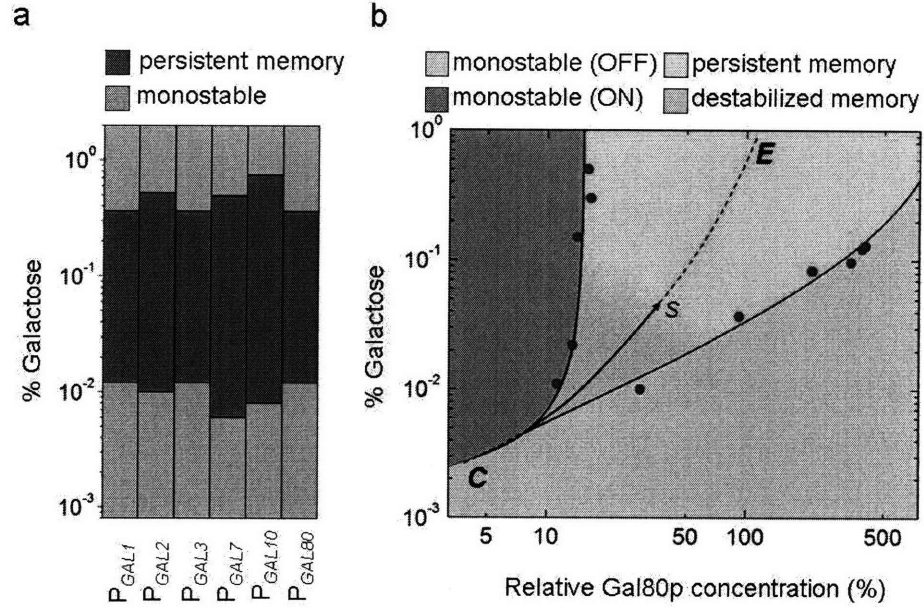 a
persistent memory
monostable
% Galactose
10^0
10^-1
10^-2
10^-3
P_GAL1
P_GAL2
P_GAL3
P_GAL7
P_GAL10
P_GAL80
b
monostable (OFF)
persistent memory
monostable (ON)
destabilized memory
% Galactose
10^0
10^-1
10^-2
10^-3
E
S
C
5 10 50 100 500
Relative Gal80p concentration (%)